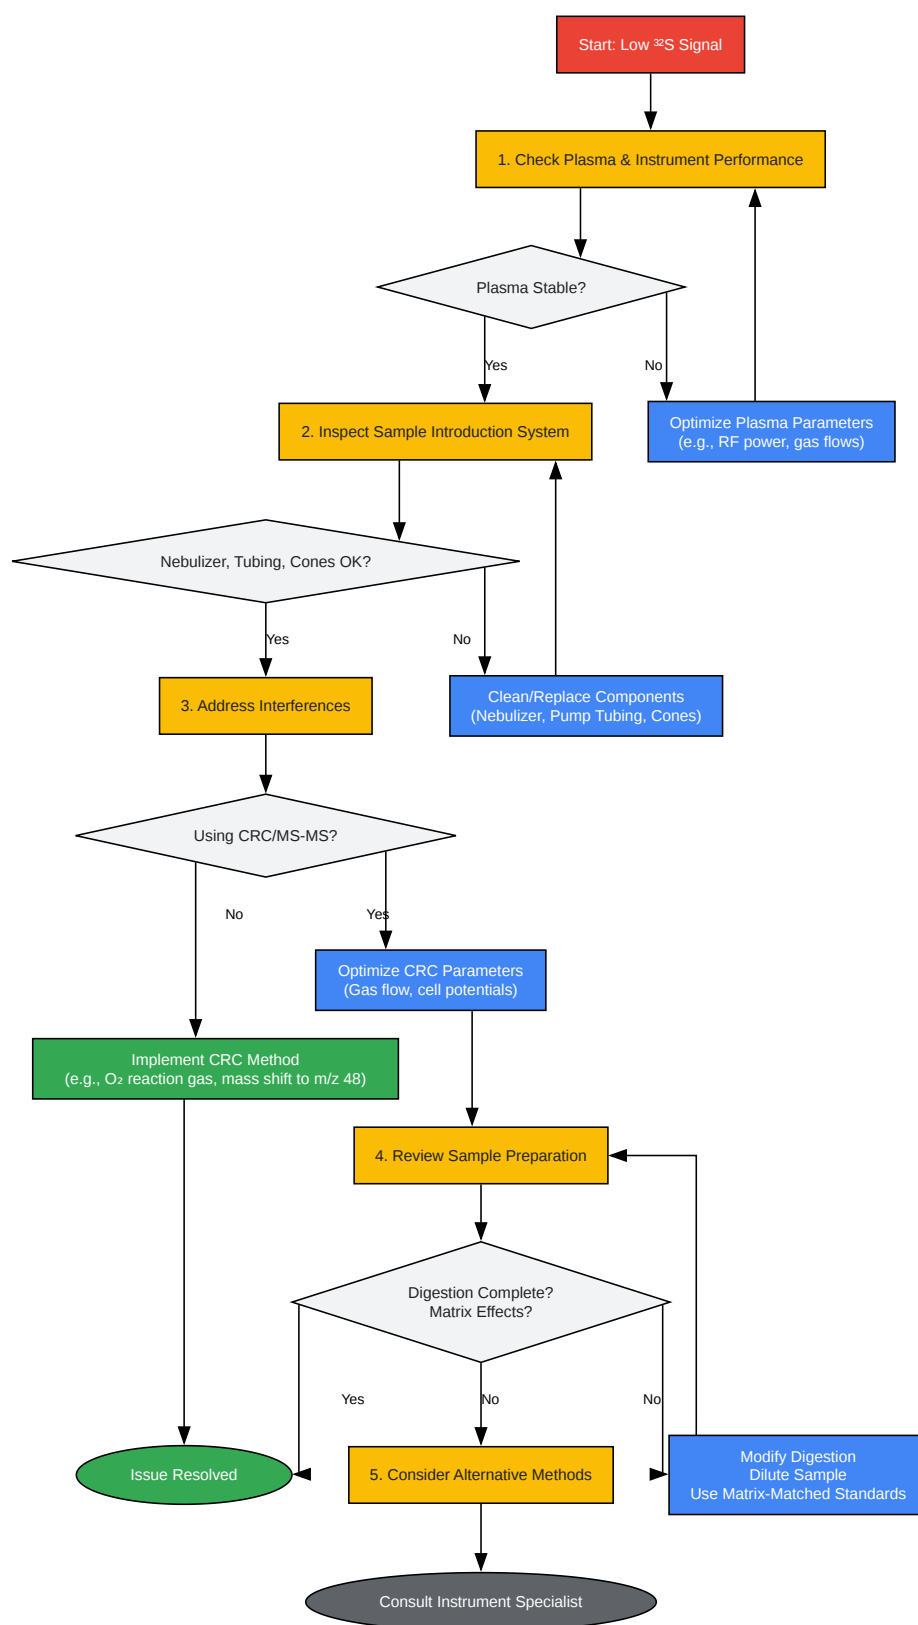 Start: Low ³²S Signal
1. Check Plasma & Instrument Performance
Plasma Stable?
Yes
No
2. Inspect Sample Introduction System
Optimize Plasma Parameters
(e.g., RF power, gas flows)
Nebulizer, Tubing, Cones OK?
Yes
No
3. Address Interferences
Clean/Replace Components
(Nebulizer, Pump Tubing, Cones)
Using CRC/MS-MS?
No
Yes
Optimize CRC Parameters
(Gas flow, cell potentials)
Implement CRC Method
(e.g., O₂ reaction gas, mass shift to m/z 48)
4. Review Sample Preparation
Digestion Complete?
Matrix Effects?
Yes
No
No
Issue Resolved
5. Consider Alternative Methods
Modify Digestion
Dilute Sample
Use Matrix-Matched Standards
Consult Instrument Specialist